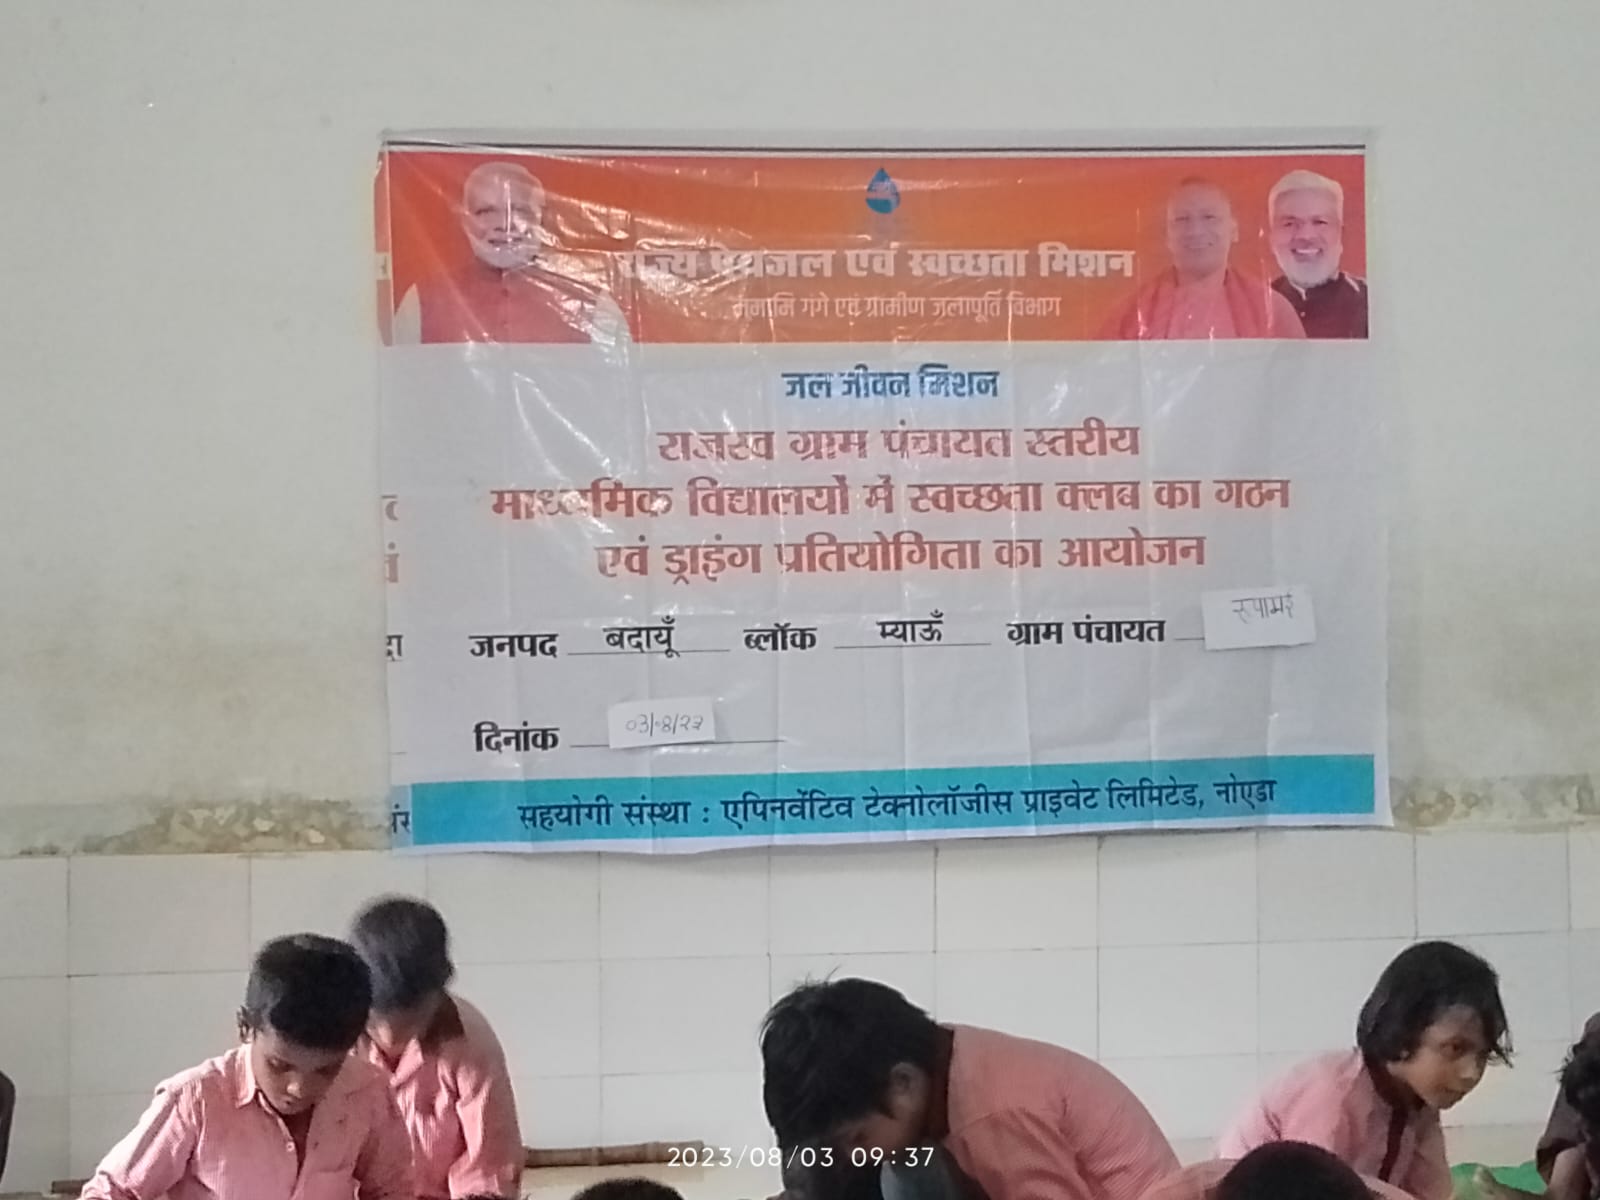 राज्य पेयजल एवं स्वच्छता मिशन
नमामि गंगे एवं ग्रामीण जलापूर्ति विभाग
जल जीवन मिशन
राजस्व ग्राम पंचायत स्तरीय
माध्यमिक विद्यालयों में स्वच्छता क्लब का गठन
एवं ड्राइंग प्रतियोगिता का आयोजन
जनपद बदायूँ ब्लॉक म्याऊँ ग्राम पंचायत रूपामई
दिनांक 03/08/23
सहयोगी संस्था : एपिनवेंटिव टेक्नोलॉजीस प्राइवेट लिमिटेड, नोएडा
2023/08/03 09:37